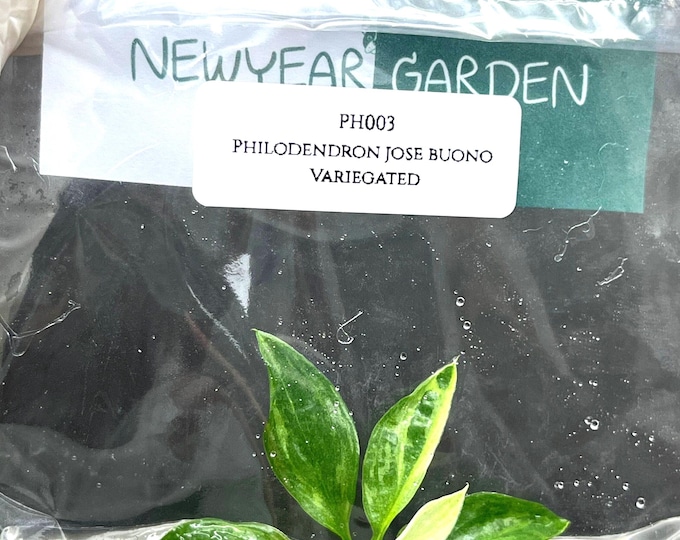 NEWYEAR GARDEN
PH003
PHILODENDRON JOSE BUONO
VARIEGATED